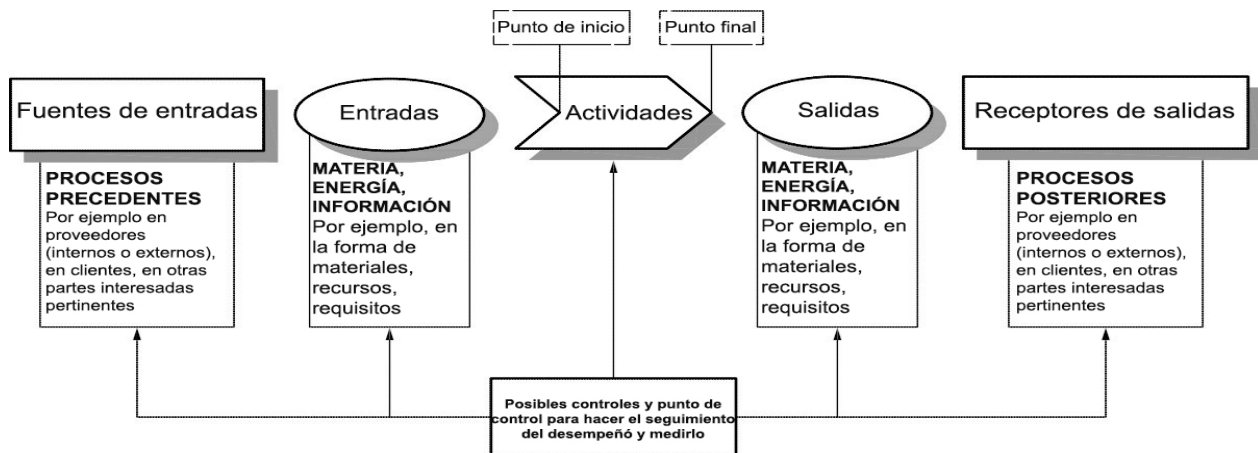 Punto de inicio
Punto final
Fuentes de entradas
Entradas
Actividades
Salidas
Receptores de salidas
PROCESOS
PRECEDENTES
Por ejemplo en
proveedores
(internos o externos),
en clientes, en otras
partes interesadas
pertinentes
MATERIA,
ENERGÍA,
INFORMACIÓN
Por ejemplo, en
la forma de
materiales,
recursos,
requisitos
MATERIA,
ENERGÍA,
INFORMACIÓN
Por ejemplo, en
la forma de
materiales,
recursos,
requisitos
PROCESOS
POSTERIORES
Por ejemplo en
proveedores
(internos o externos),
en clientes, en otras
partes interesadas
pertinentes
Posibles controles y punto de
control para hacer el seguimiento
del desempeñó y medirlo